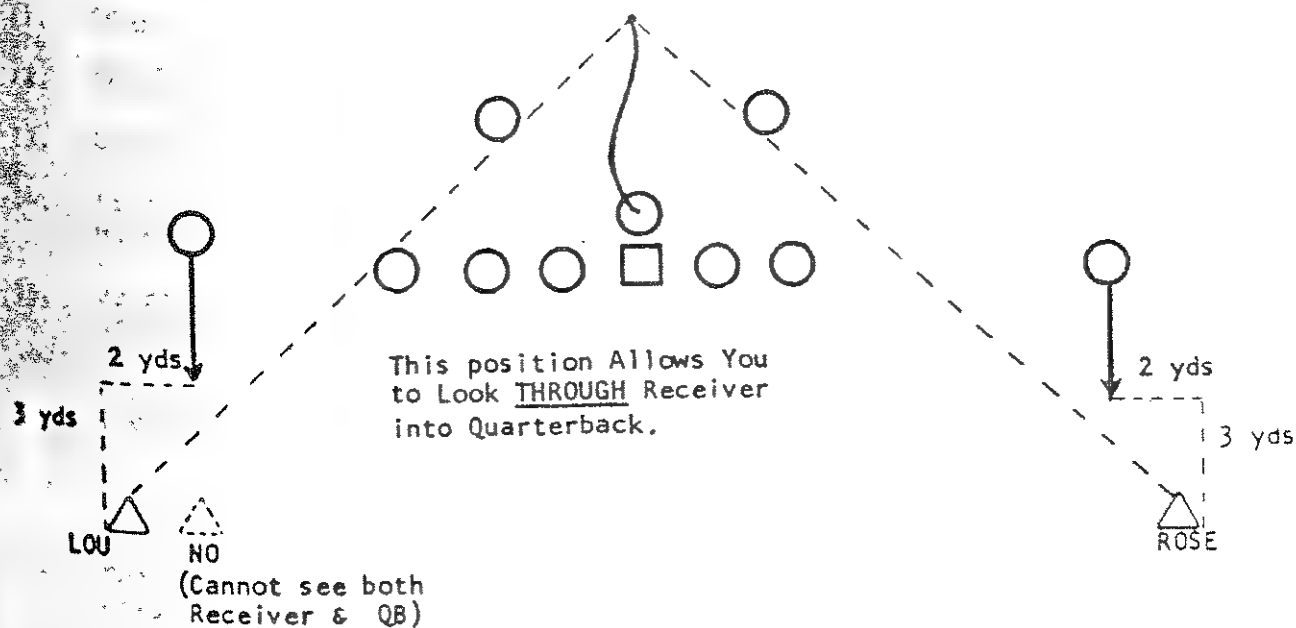 2 yds
3 yds
This position Allows You
to Look THROUGH Receiver
into Quarterback.
2 yds
3 yds
LOU
NO
(Cannot see both
Receiver & QB)
ROSE